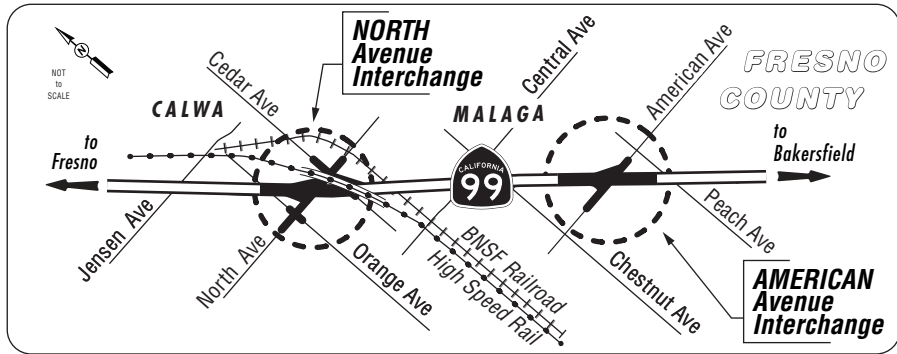 N
NOT
to
SCALE
NORTH
Avenue
Interchange
Cedar Ave
CALWA
Central Ave
MALAGA
American Ave
FRESNO
COUNTY
to
Fresno
CALIFORNIA
99
to
Bakersfield
Jensen Ave
North Ave
Orange Ave
BNSF Railroad
High Speed Rail
Chestnut Ave
Peach Ave
AMERICAN
Avenue
Interchange